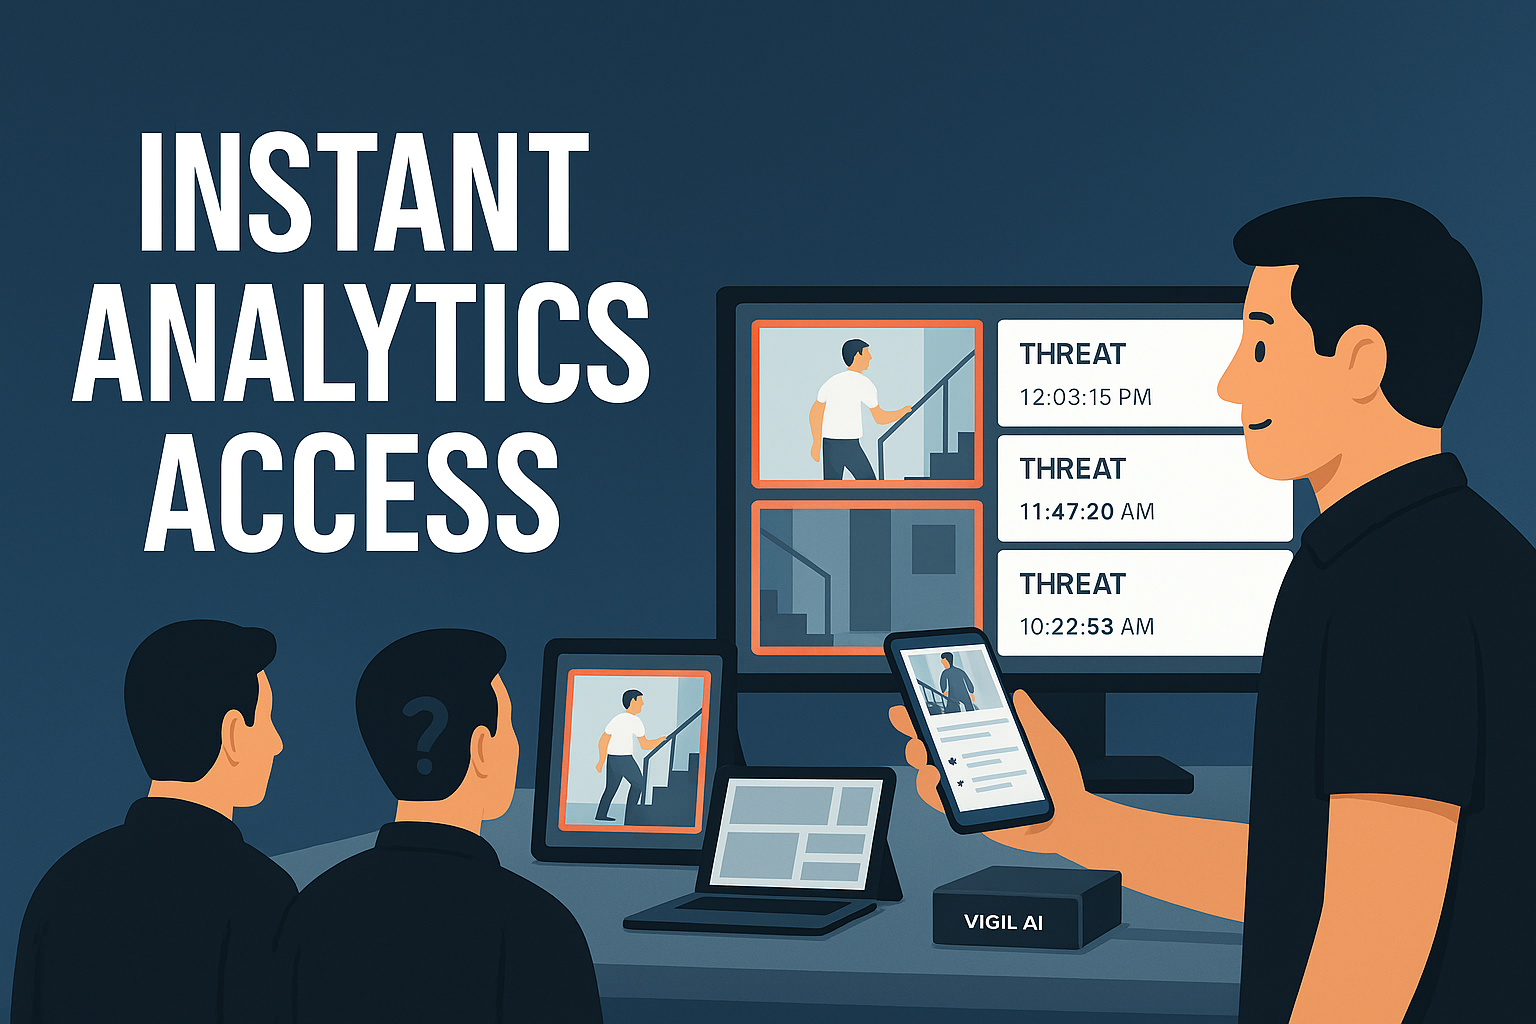 INSTANT
ANALYTICS
ACCESS
THREAT
12:03:15 PM
THREAT
11:47:20 AM
THREAT
10:22:53 AM
?
VIGIL AI